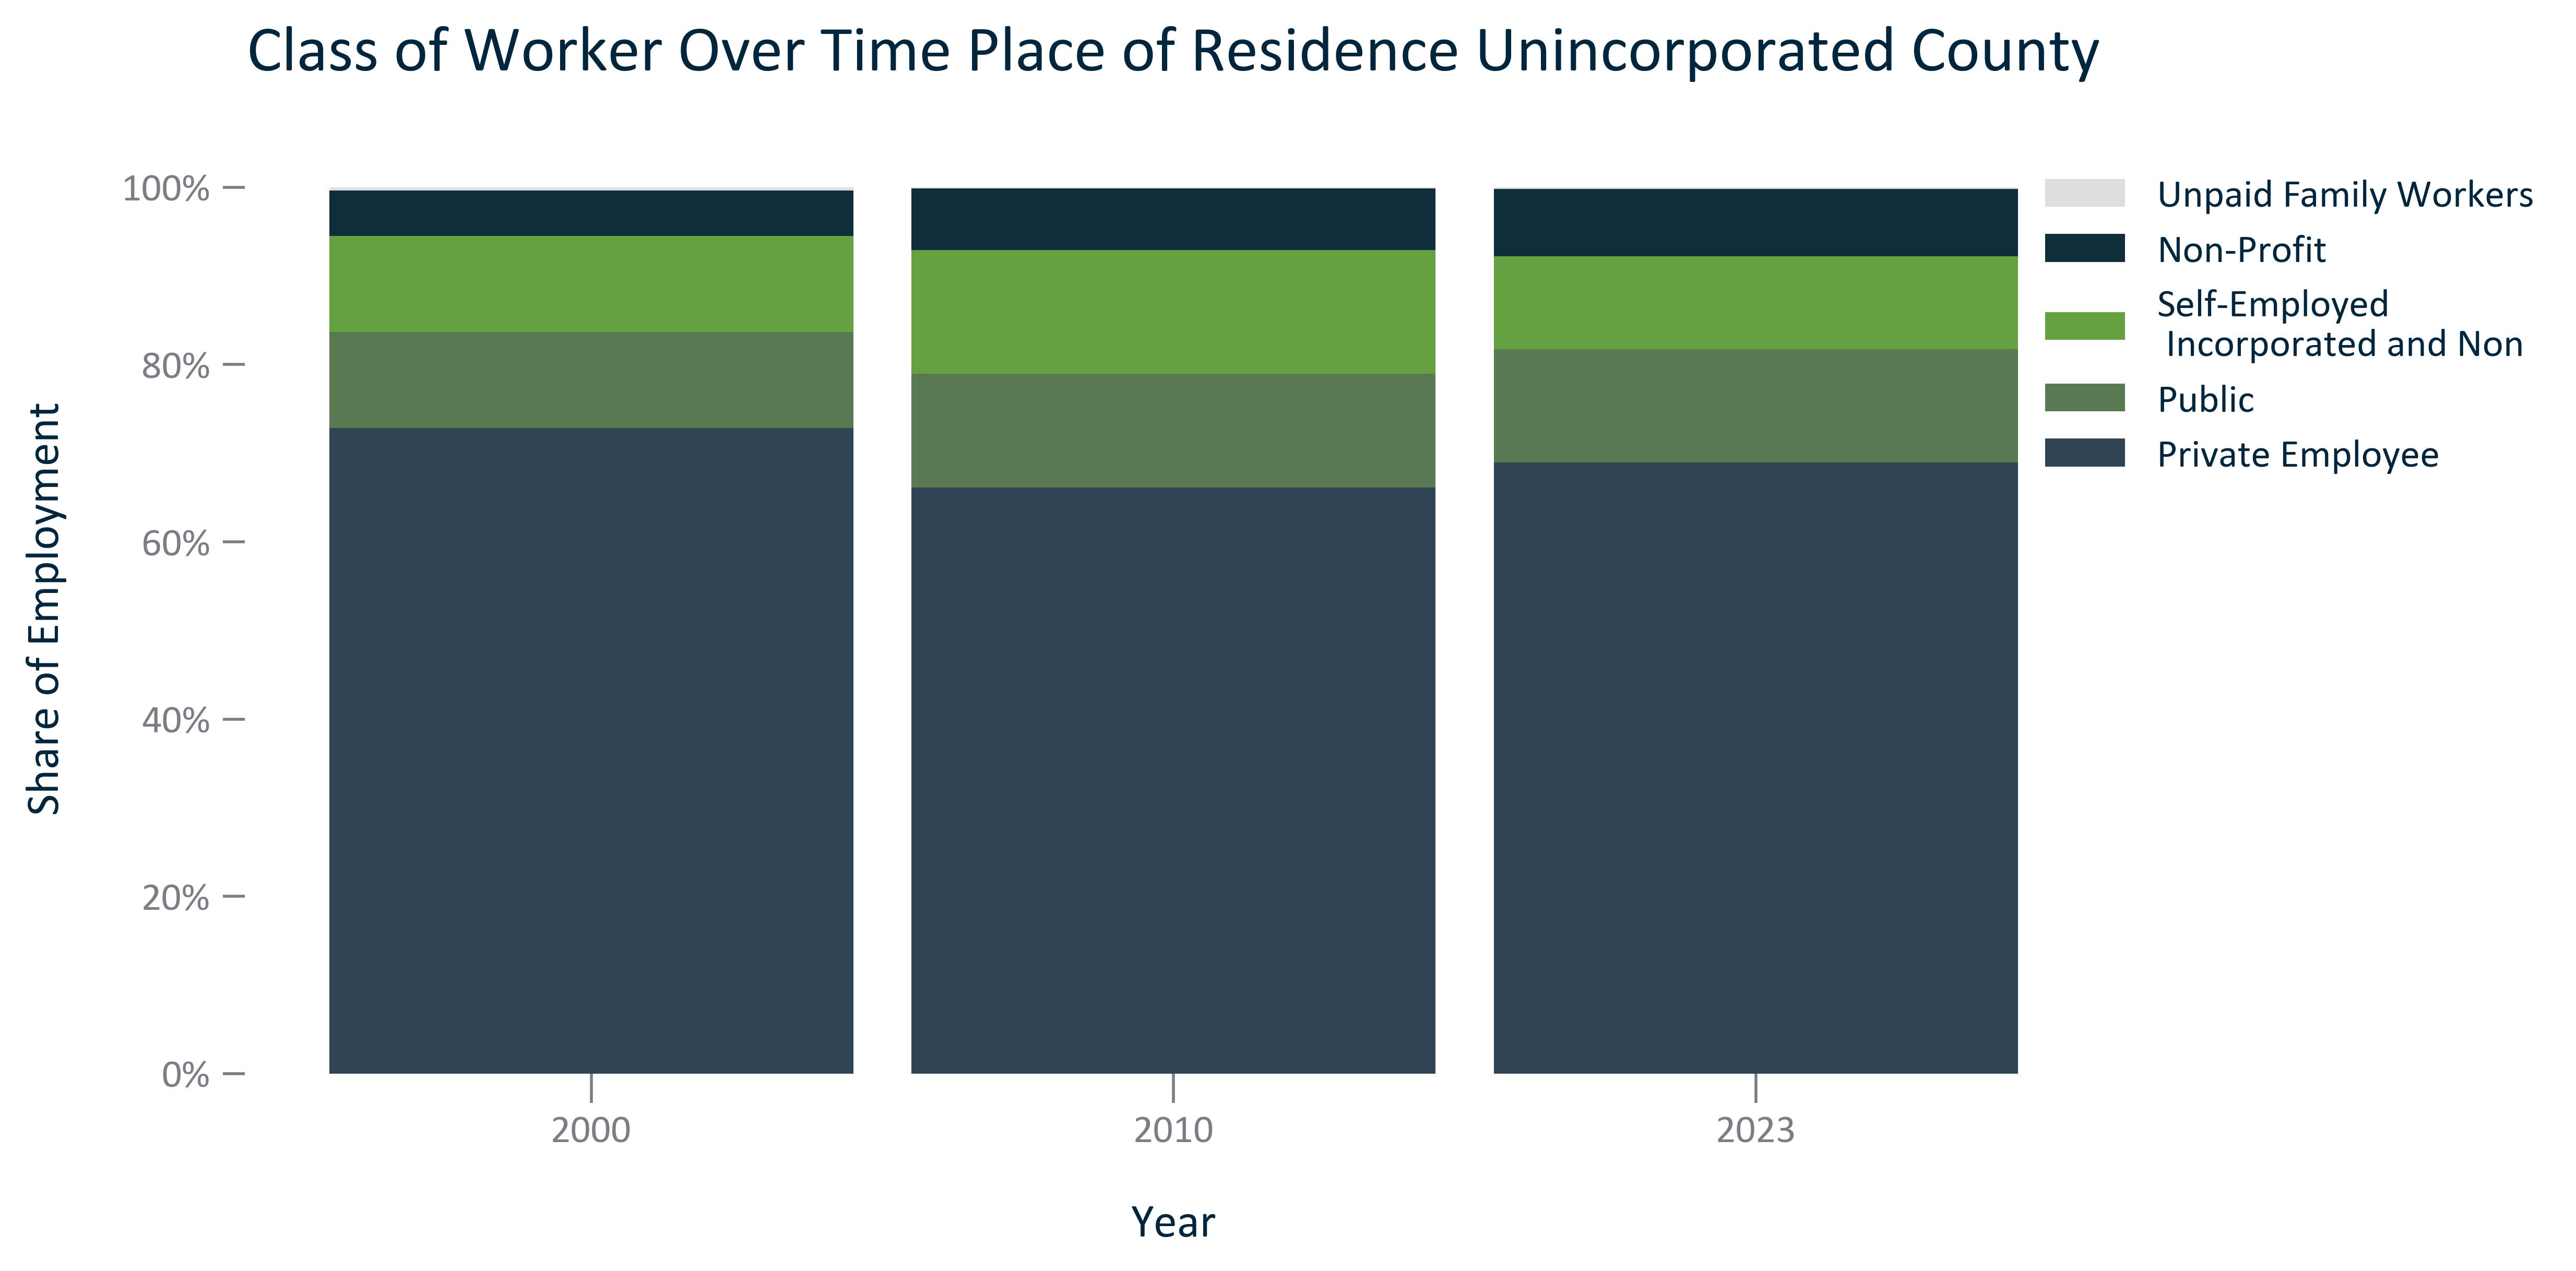 Class of Worker Over Time Place of Residence Unincorporated County
Share of Employment
100%
80%
60%
40%
20%
0%
2000
2010
2023
Year
Unpaid Family Workers
Non-Profit
Self-Employed
Incorporated and Non
Public
Private Employee